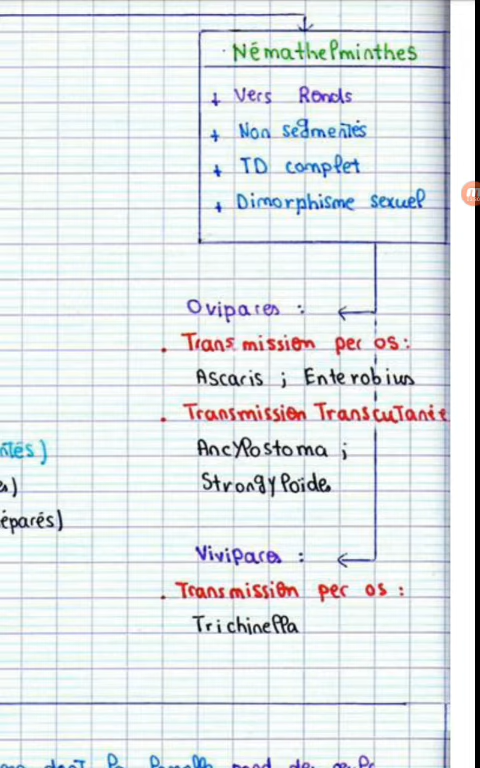 Némathelminthes
+ Vers Ronds
+ Non segmentés
+ TD complet
+ Dimorphisme sexuel
Ovipares :
. Transmission per os :
Ascaris ; Enterobius
. Transmission Transcutanée
ntés)
Ancylostoma ;
s)
Strongyloide
éparés)
Vivipares :
. Transmission per os :
Trichinella